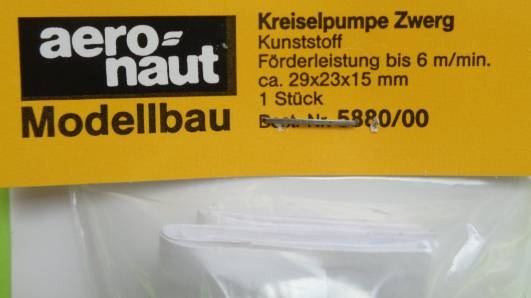 aero=
naut
Modellbau
Kreiselpumpe Zwerg
Kunststoff
Förderleistung bis 6 m/min.
ca. 29x23x15 mm
1 Stück
Best. Nr. 5880/00